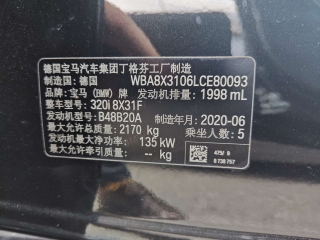 德国宝马汽车集团丁格芬工厂制造
制造国：德国 WBA8X3106LCE80093
品牌：宝马 (BMW) 牌 发动机排量：1998 mL
整车型号：320i 8X31F
发动机型号：B48B20A 制造年月：2020-06
最大允许总质量：2170 kg 乘坐人数：5
最大净功率：135 kW
最大允许牵引质量：-- kg